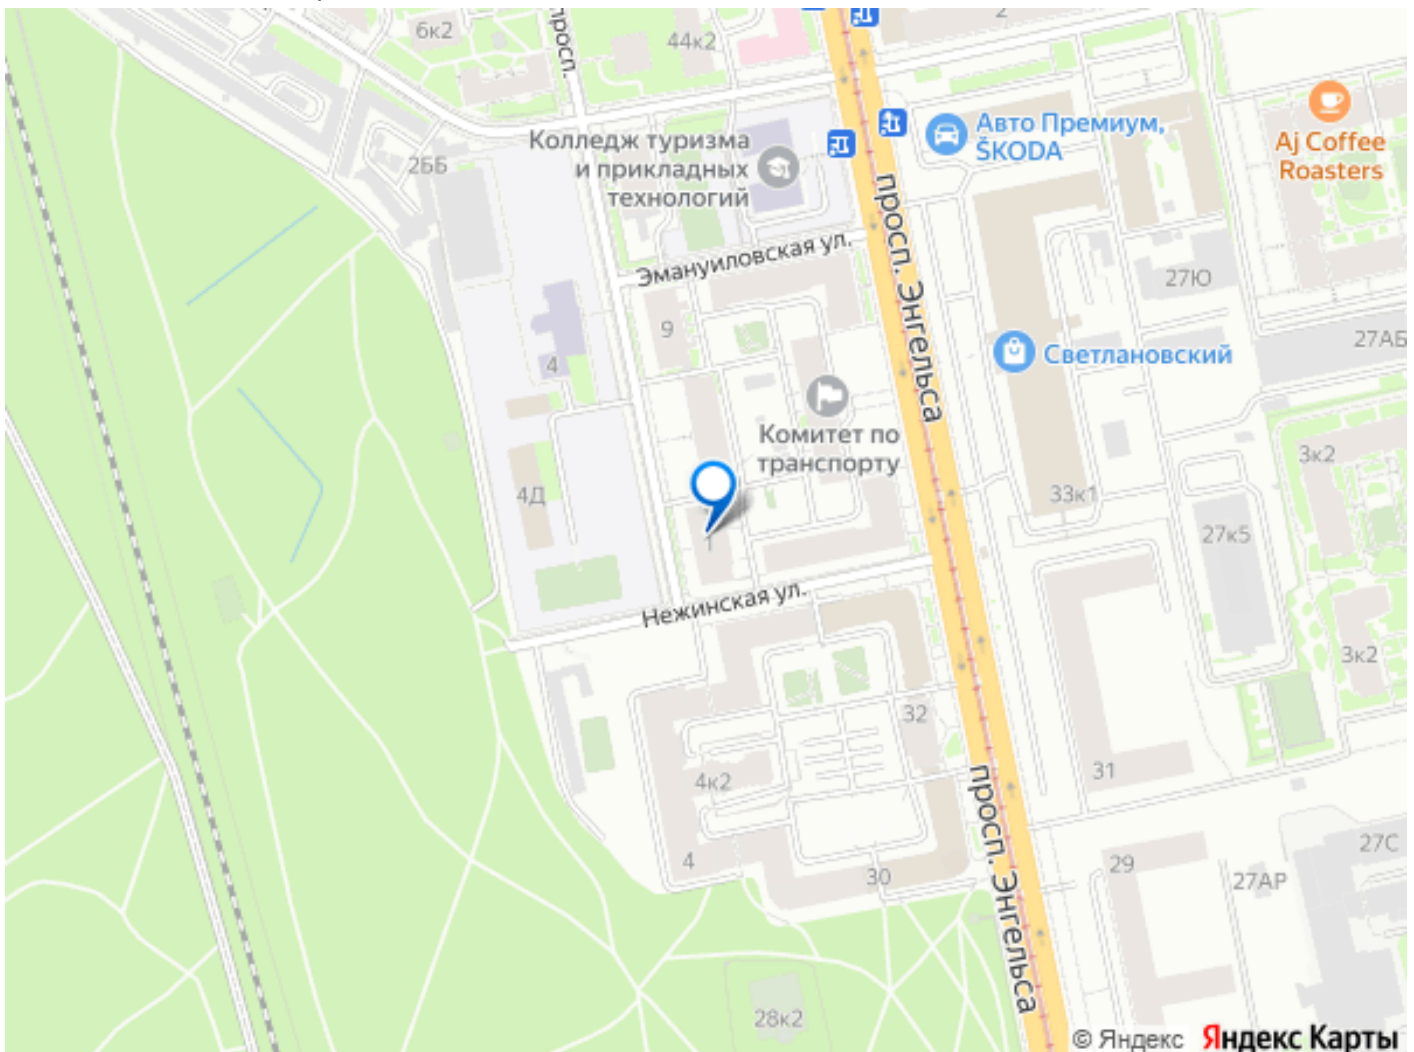 6к2
просп.
44к2
2
Колледж туризма
и прикладных
технологий
Авто Премиум,
ŠKODA
Aj Coffee
Roasters
2ББ
просп. Энгельса
Эмануиловская ул.
27Ю
9
27АБ
Светлановский
4
Комитет по
транспорту
3к2
4Д
33к1
27к5
Нежинская ул.
3к2
32
4к2
31
просп. Энгельса
4
30
29
27С
27АР
28к2
© Яндекс Яндекс Карты